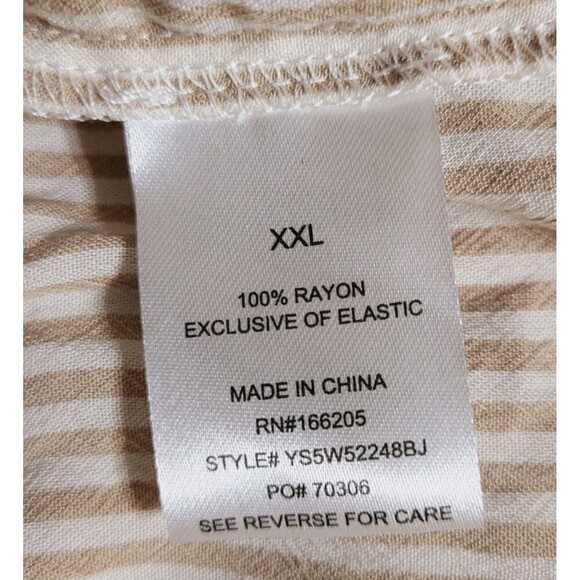 XXL
100% RAYON
EXCLUSIVE OF ELASTIC
MADE IN CHINA
RN#166205
STYLE# YS5W52248BJ
PO# 70306
SEE REVERSE FOR CARE